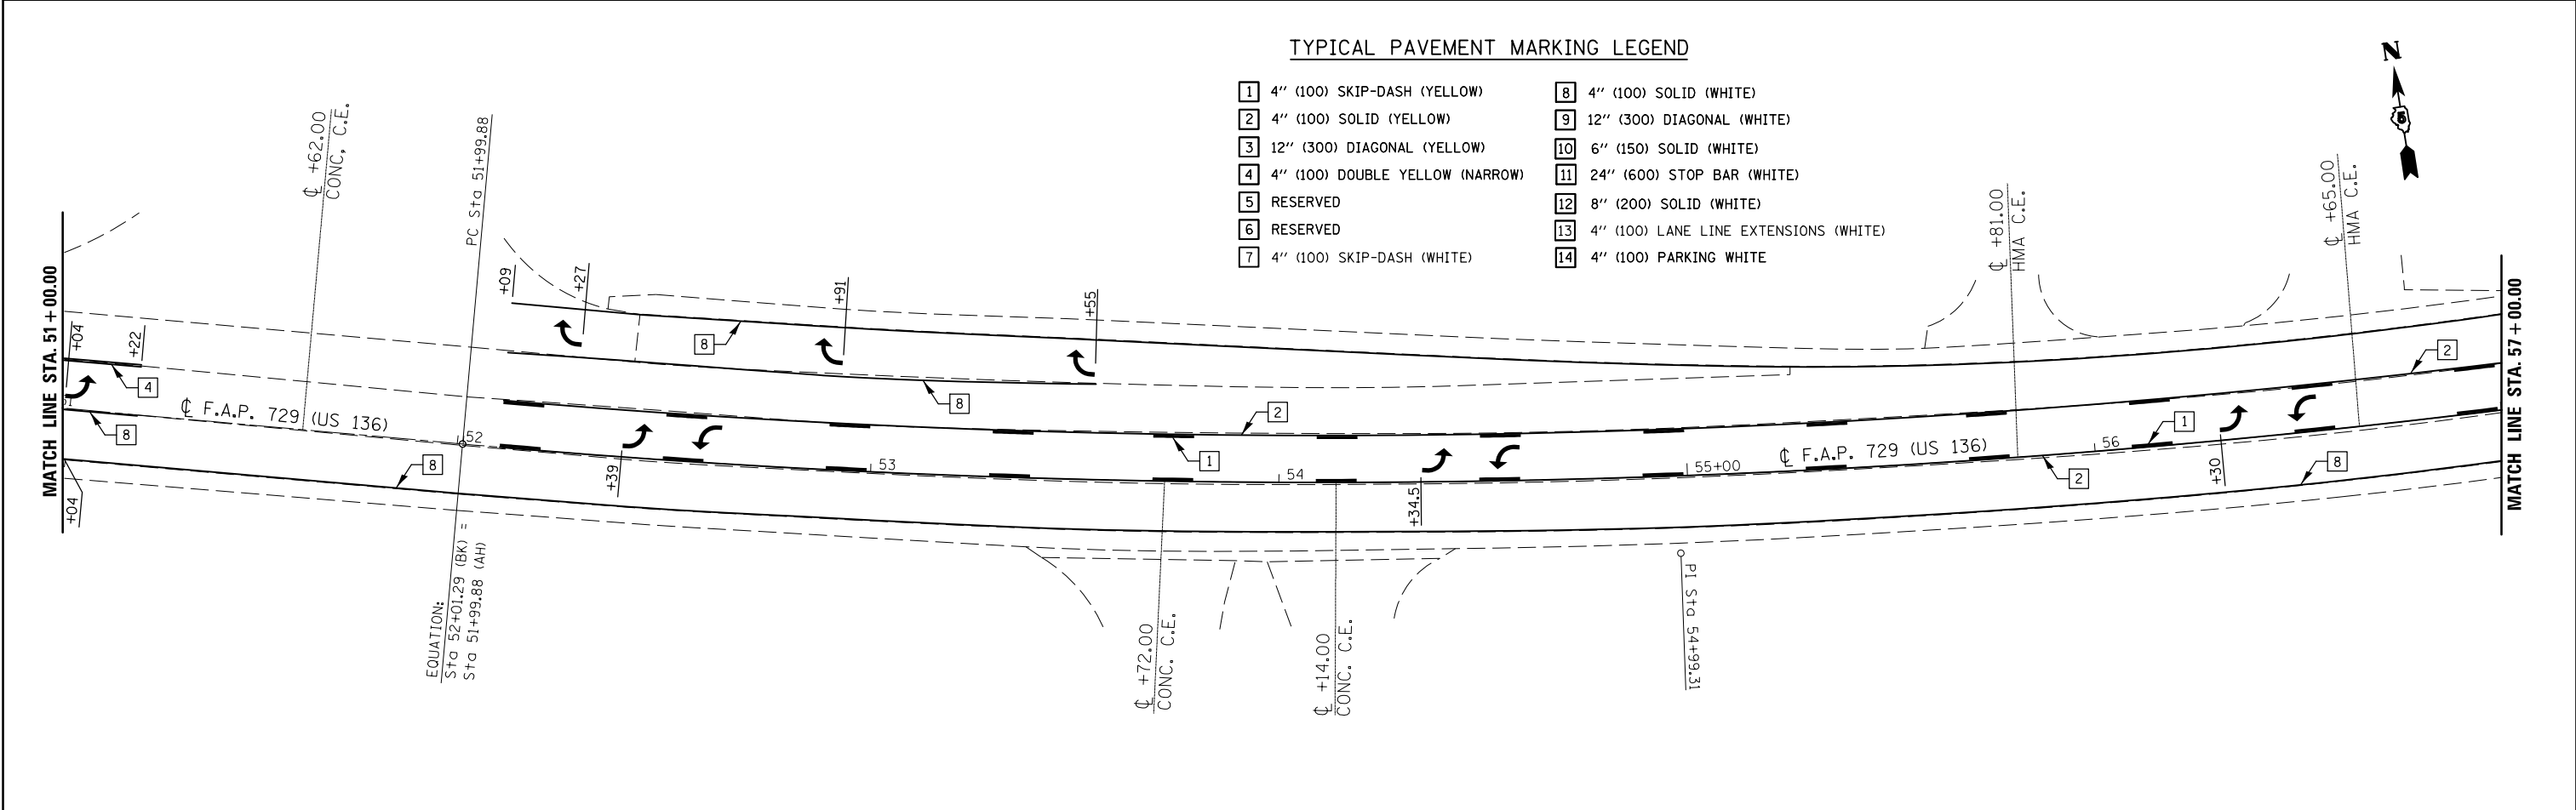 TYPICAL PAVEMENT MARKING LEGEND
1 4" (100) SKIP-DASH (YELLOW)
2 4" (100) SOLID (YELLOW)
3 12" (300) DIAGONAL (YELLOW)
4 4" (100) DOUBLE YELLOW (NARROW)
5 RESERVED
6 RESERVED
7 4" (100) SKIP-DASH (WHITE)
8 4" (100) SOLID (WHITE)
9 12" (300) DIAGONAL (WHITE)
10 6" (150) SOLID (WHITE)
11 24" (600) STOP BAR (WHITE)
12 8" (200) SOLID (WHITE)
13 4" (100) LANE LINE EXTENSIONS (WHITE)
14 4" (100) PARKING WHITE
N
5
MATCH LINE STA. 51+00.00
℄ +62.00
CONC, C.E.
PC Sta 51+99.88
+04
+22
+09
+27
+91
+55
℄ +81.00
HMA C.E.
℄ +65.00
HMA C.E.
4
8
8
2
2
℄ F.A.P. 729 (US 136)
52
8
8
+04
+39
53
1
54
+34.5
55+00
℄ F.A.P. 729 (US 136)
56
1
2
+30
8
EQUATION:
Sta 52+01.29 (BK) =
Sta 51+99.88 (AH)
℄ +72.00
CONC. C.E.
℄ +14.00
CONC. C.E.
PI Sta 54+99.31
MATCH LINE STA. 57+00.00